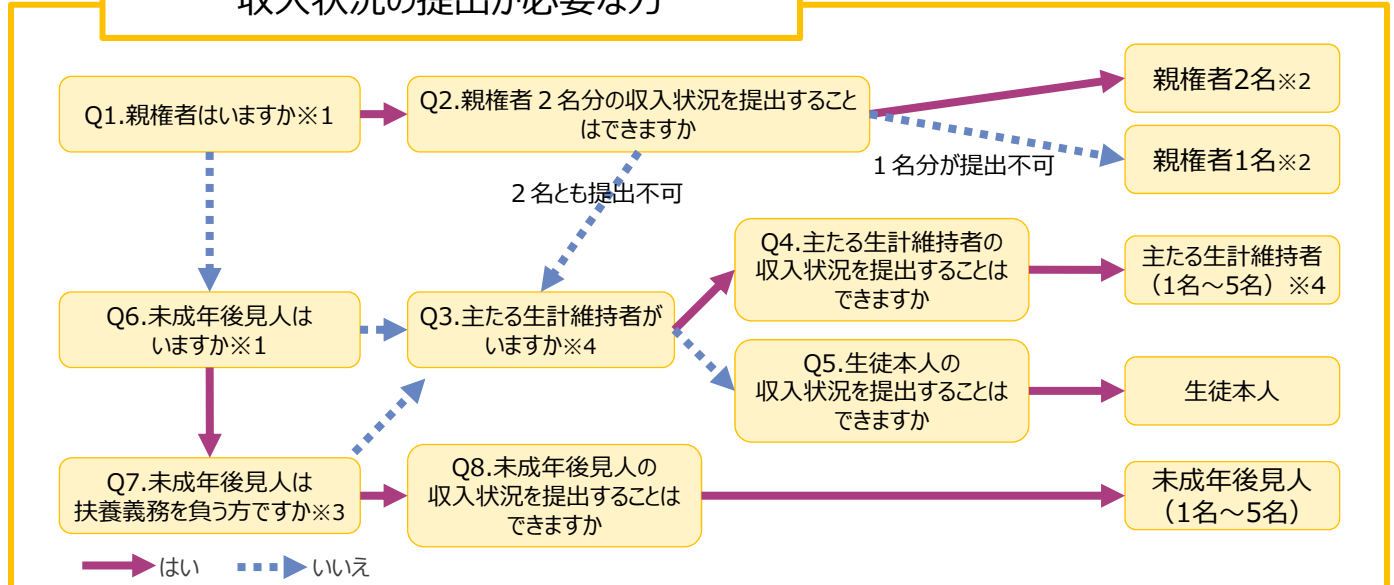 収入状況の提出が必要な方
Q1.親権者はいますか※1
Q2.親権者２名分の収入状況を提出すること
はできますか
親権者2名※2
親権者1名※2
１名分が提出不可
２名とも提出不可
Q4.主たる生計維持者の
収入状況を提出することは
できますか
主たる生計維持者
（1名～5名）※4
Q6.未成年後見人は
いますか※1
Q3.主たる生計維持者が
いますか※4
Q5.生徒本人の
収入状況を提出することは
できますか
生徒本人
Q7.未成年後見人は
扶養義務を負う方ですか※3
Q8.未成年後見人の
収入状況を提出することは
できますか
未成年後見人
（1名～5名）
はい
いいえ